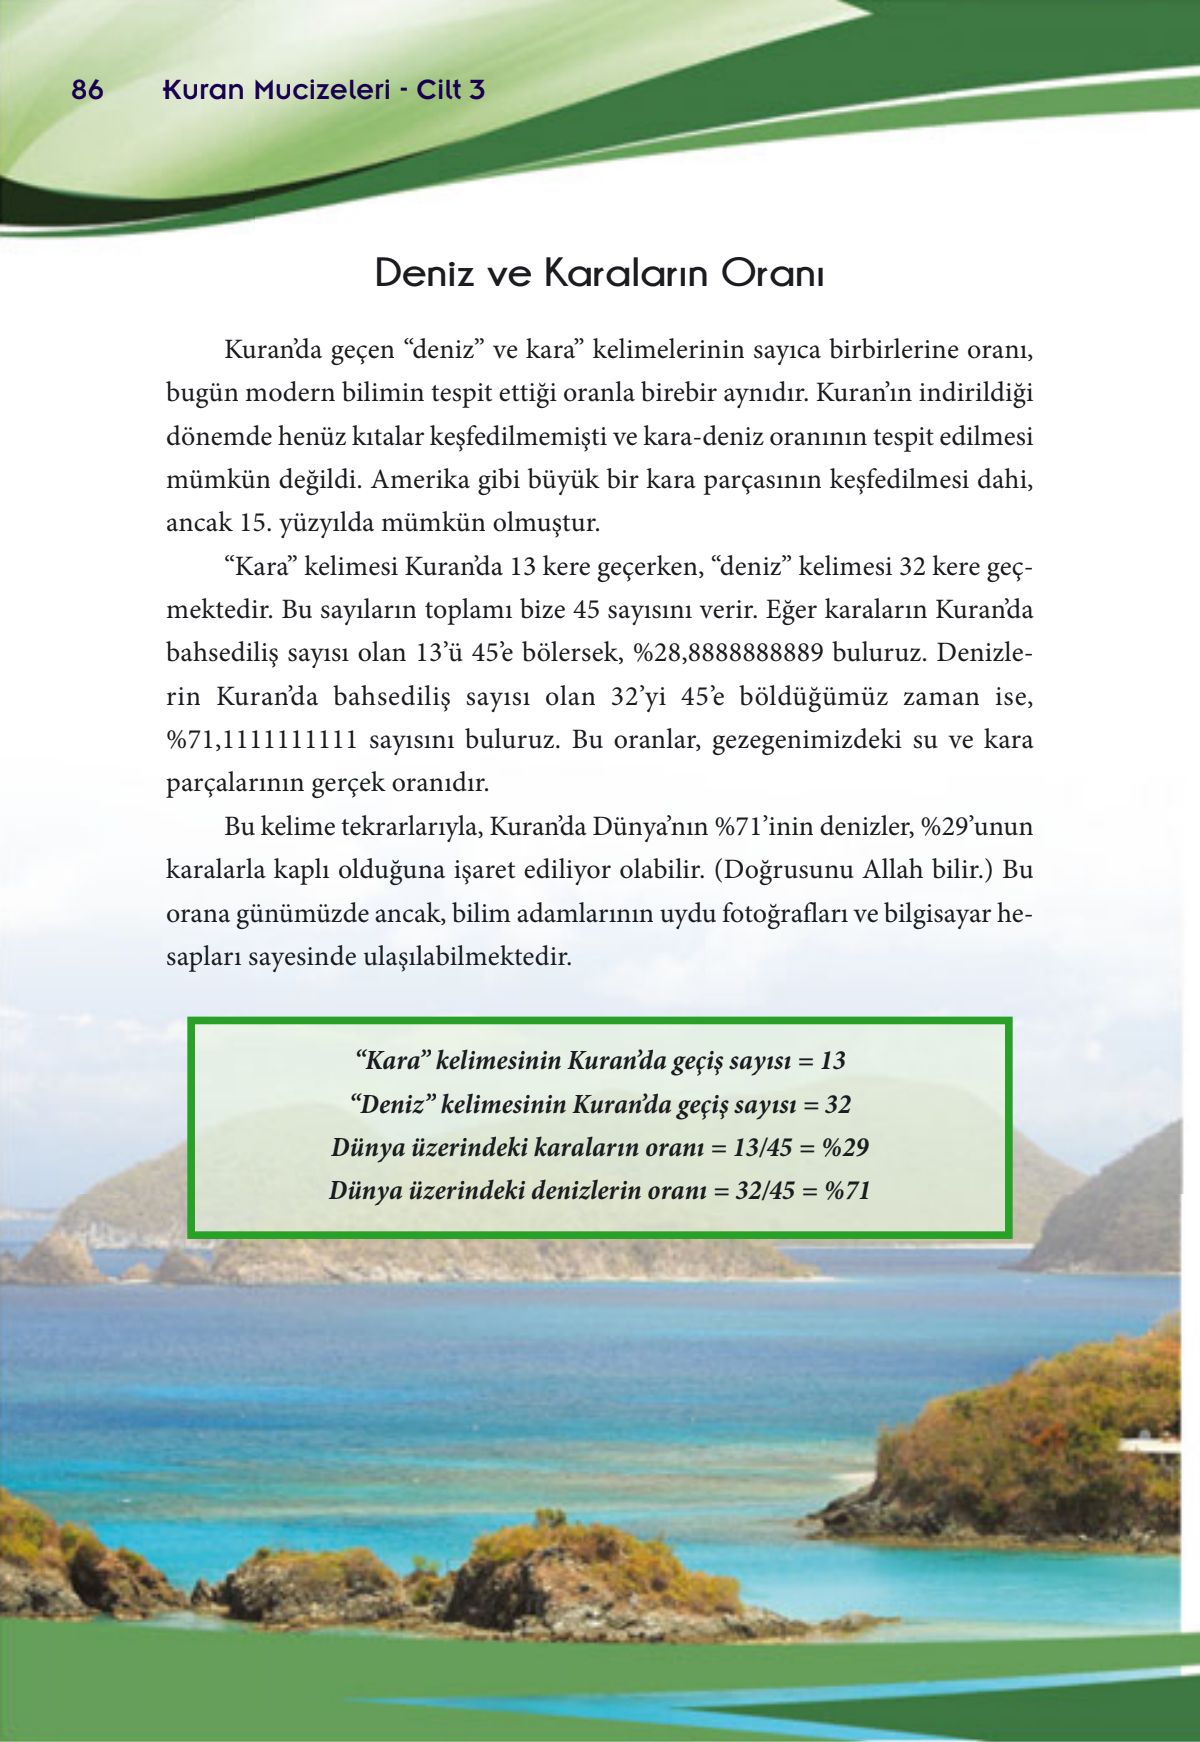 86 Kuran Mucizeleri - Cilt 3
Deniz ve Karaların Oranı
Kuran’da geçen “deniz” ve kara” kelimelerinin sayıca birbirlerine oranı,
bugün modern bilimin tespit ettiği oranla birebir aynıdır. Kuran’ın indirildiği
dönemde henüz kıtalar keşfedilmemişti ve kara-deniz oranının tespit edilmesi
mümkün değildi. Amerika gibi büyük bir kara parçasının keşfedilmesi dahi,
ancak 15. yüzyılda mümkün olmuştur.
“Kara” kelimesi Kuran’da 13 kere geçerken, “deniz” kelimesi 32 kere geç-
mektedir. Bu sayıların toplamı bize 45 sayısını verir. Eğer karaların Kuran’da
bahsediliş sayısı olan 13’ü 45’e bölersek, %28,8888888889 buluruz. Denizle-
rin Kuran’da bahsediliş sayısı olan 32’yi 45’e böldüğümüz zaman ise,
%71,1111111111 sayısını buluruz. Bu oranlar, gezegenimizdeki su ve kara
parçalarının gerçek oranıdır.
Bu kelime tekrarlarıyla, Kuran’da Dünya’nın %71’inin denizler, %29’unun
karalarla kaplı olduğuna işaret ediliyor olabilir. (Doğrusunu Allah bilir.) Bu
orana günümüzde ancak, bilim adamlarının uydu fotoğrafları ve bilgisayar he-
sapları sayesinde ulaşılabilmektedir.
“Kara” kelimesinin Kuran’da geçiş sayısı = 13
“Deniz” kelimesinin Kuran’da geçiş sayısı = 32
Dünya üzerindeki karaların oranı = 13/45 = %29
Dünya üzerindeki denizlerin oranı = 32/45 = %71